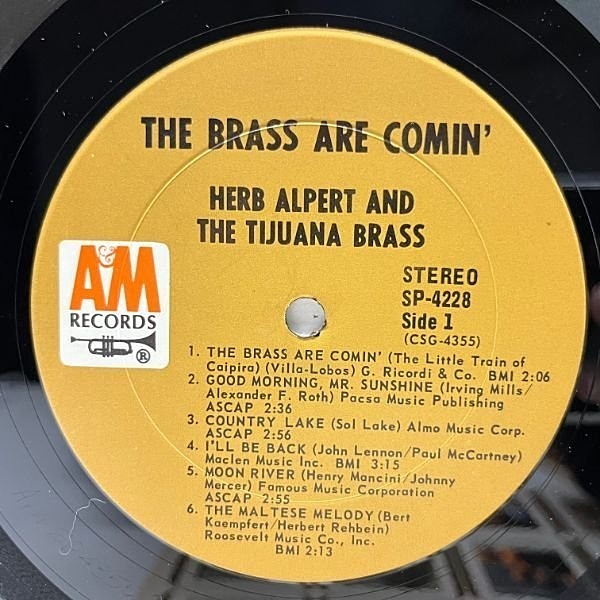 THE BRASS ARE COMIN'
HERB ALPERT AND
THE TIJUANA BRASS
A&M
RECORDS
®
STEREO
SP-4228
Side 1
(CSG-4355)
1. THE BRASS ARE COMIN' (The Little Train of
Caipira) (Villa-Lobos) G. Ricordi & Co. BMI 2:06
2. GOOD MORNING, MR. SUNSHINE (Irving Mills/
Alexander F. Roth) Pacsa Music Publishing
ASCAP 2:36
3. COUNTRY LAKE (Sol Lake) Almo Music Corp.
ASCAP 2:56
4. I'LL BE BACK (John Lennon/Paul McCartney)
Maclen Music Inc. BMI 3:15
5. MOON RIVER (Henry Mancini/Johnny
Mercer) Famous Music Corporation
ASCAP 2:55
6. THE MALTESE MELODY (Bert
Kaempfert/Herbert Rehbein)
Roosevelt Music Co., Inc.
BMI 2:13